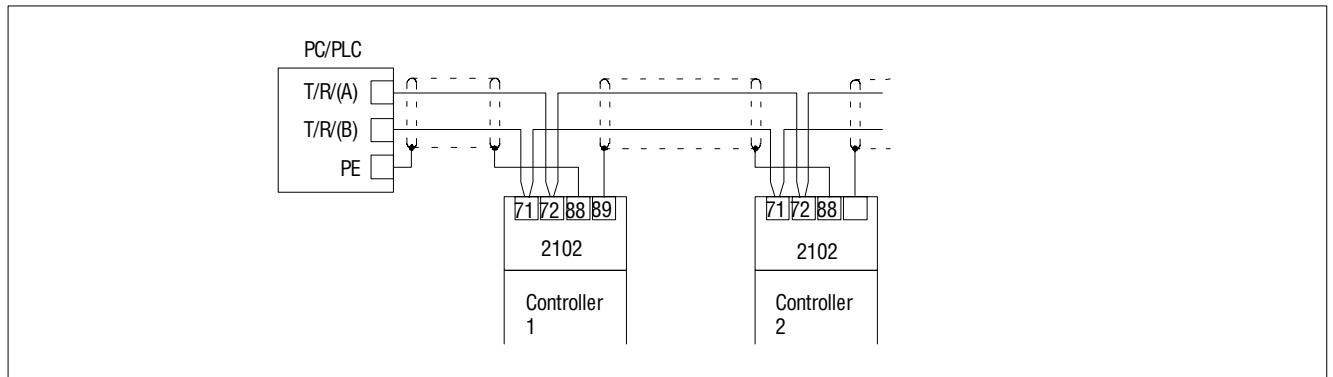 PC/PLC
T/R/(A)
T/R/(B)
PE
71 72 88 89
71 72 88
2102
2102
Controller
1
Controller
2